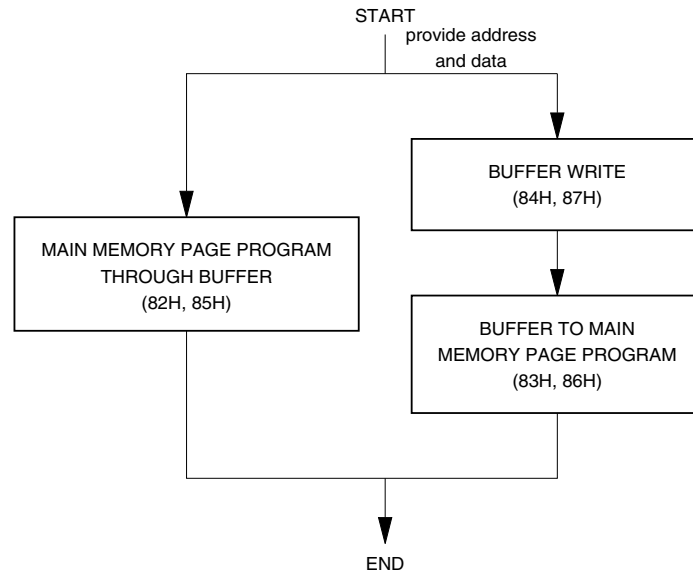 START
provide address
and data
BUFFER WRITE
(84H, 87H)
MAIN MEMORY PAGE PROGRAM
THROUGH BUFFER
(82H, 85H)
BUFFER TO MAIN
MEMORY PAGE PROGRAM
(83H, 86H)
END